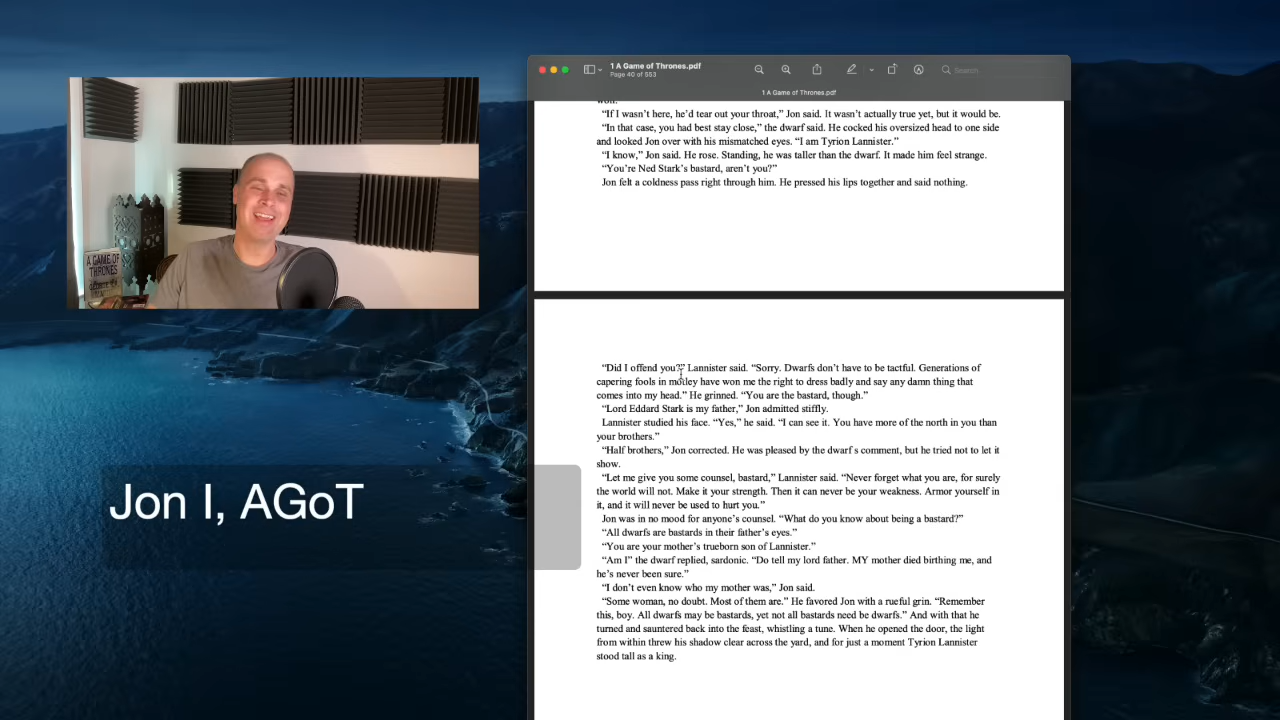 1 A Game of Thrones.pdf
Page 40 of 553
Search
1 A Game of Thrones.pdf
won.
“If I wasn’t here, he’d tear out your throat,” Jon said. It wasn’t actually true yet, but it would be.
“In that case, you had best stay close,” the dwarf said. He cocked his oversized head to one side
and looked Jon over with his mismatched eyes. “I am Tyrion Lannister.”
“I know,” Jon said. He rose. Standing, he was taller than the dwarf. It made him feel strange.
“You’re Ned Stark’s bastard, aren’t you?”
Jon felt a coldness pass right through him. He pressed his lips together and said nothing.
“Did I offend you?” Lannister said. “Sorry. Dwarfs don’t have to be tactful. Generations of
capering fools in motley have won me the right to dress badly and say any damn thing that
comes into my head.” He grinned. “You are the bastard, though.”
“Lord Eddard Stark is my father,” Jon admitted stiffly.
Lannister studied his face. “Yes,” he said. “I can see it. You have more of the north in you than
your brothers.”
“Half brothers,” Jon corrected. He was pleased by the dwarf s comment, but he tried not to let it
show.
“Let me give you some counsel, bastard,” Lannister said. “Never forget what you are, for surely
the world will not. Make it your strength. Then it can never be your weakness. Armor yourself in
it, and it will never be used to hurt you.”
Jon was in no mood for anyone’s counsel. “What do you know about being a bastard?”
“All dwarfs are bastards in their father’s eyes.”
“You are your mother’s trueborn son of Lannister.”
“Am I” the dwarf replied, sardonic. “Do tell my lord father. MY mother died birthing me, and
he’s never been sure.”
“I don’t even know who my mother was,” Jon said.
“Some woman, no doubt. Most of them are.” He favored Jon with a rueful grin. “Remember
this, boy. All dwarfs may be bastards, yet not all bastards need be dwarfs.” And with that he
turned and sauntered back into the feast, whistling a tune. When he opened the door, the light
from within threw his shadow clear across the yard, and for just a moment Tyrion Lannister
stood tall as a king.
A GAME OF
THRONES
Jon I, AGoT